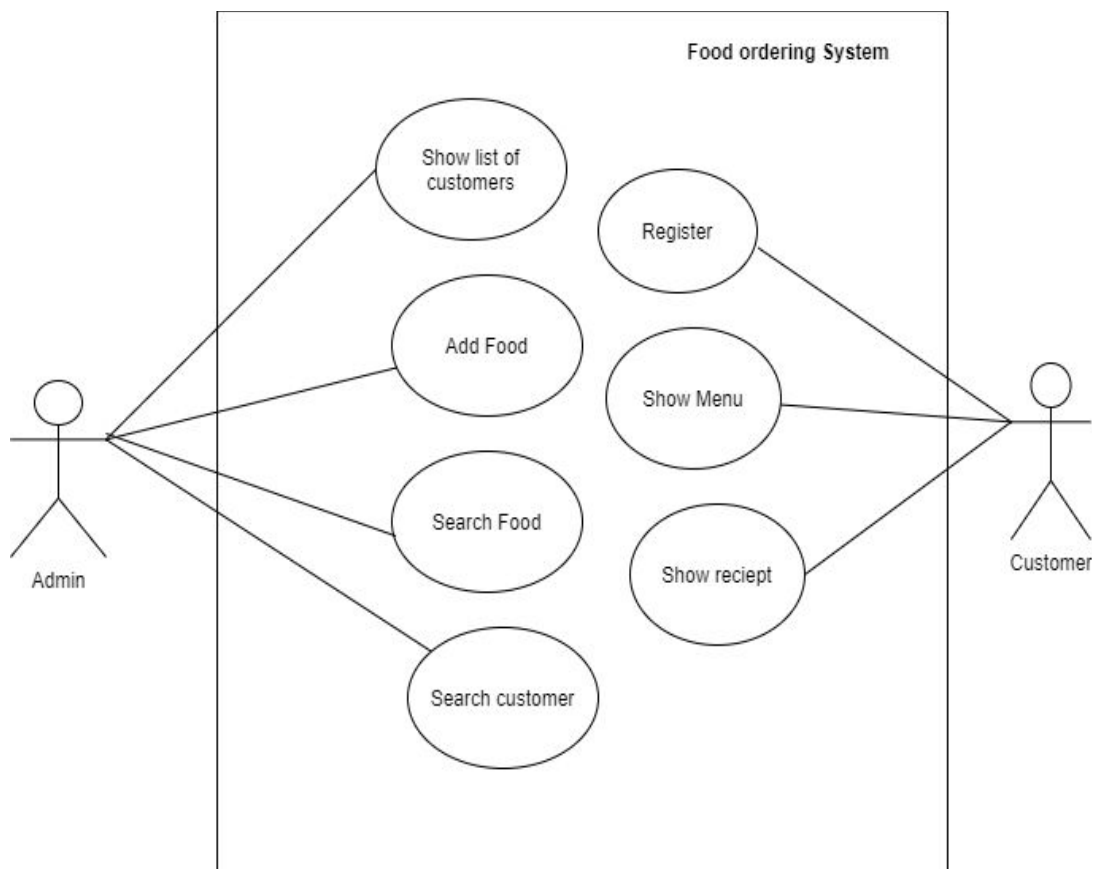 Food ordering System
Show list of
customers
Register
Add Food
Show Menu
Search Food
Show reciept
Search customer
Admin
Customer